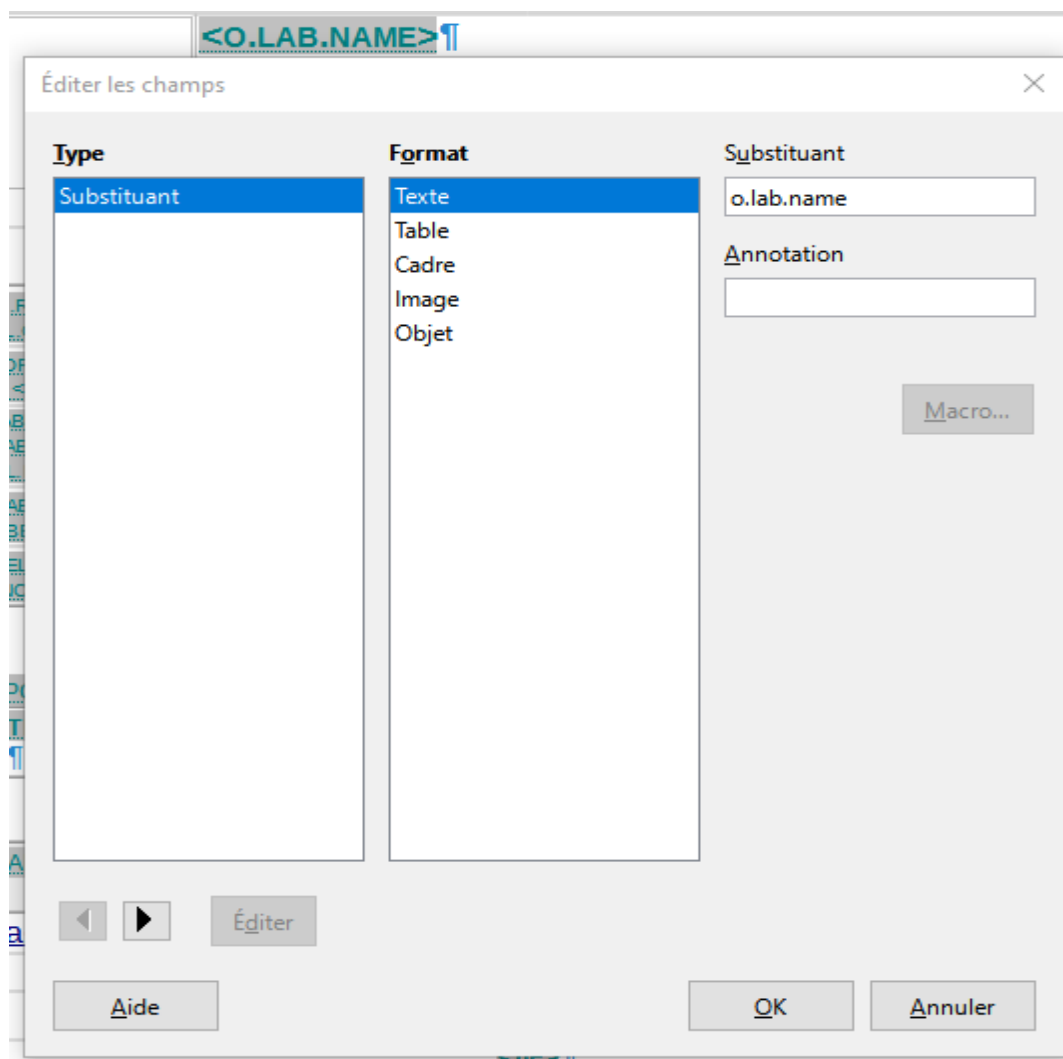 <O.LAB.NAME>¶
Éditer les champs
Type
Format
Substituant
Substituant
Texte
o.lab.name
Table
Annotation
Cadre
Image
Objet
Macro...
¶
Éditer
Aide
OK
Annuler